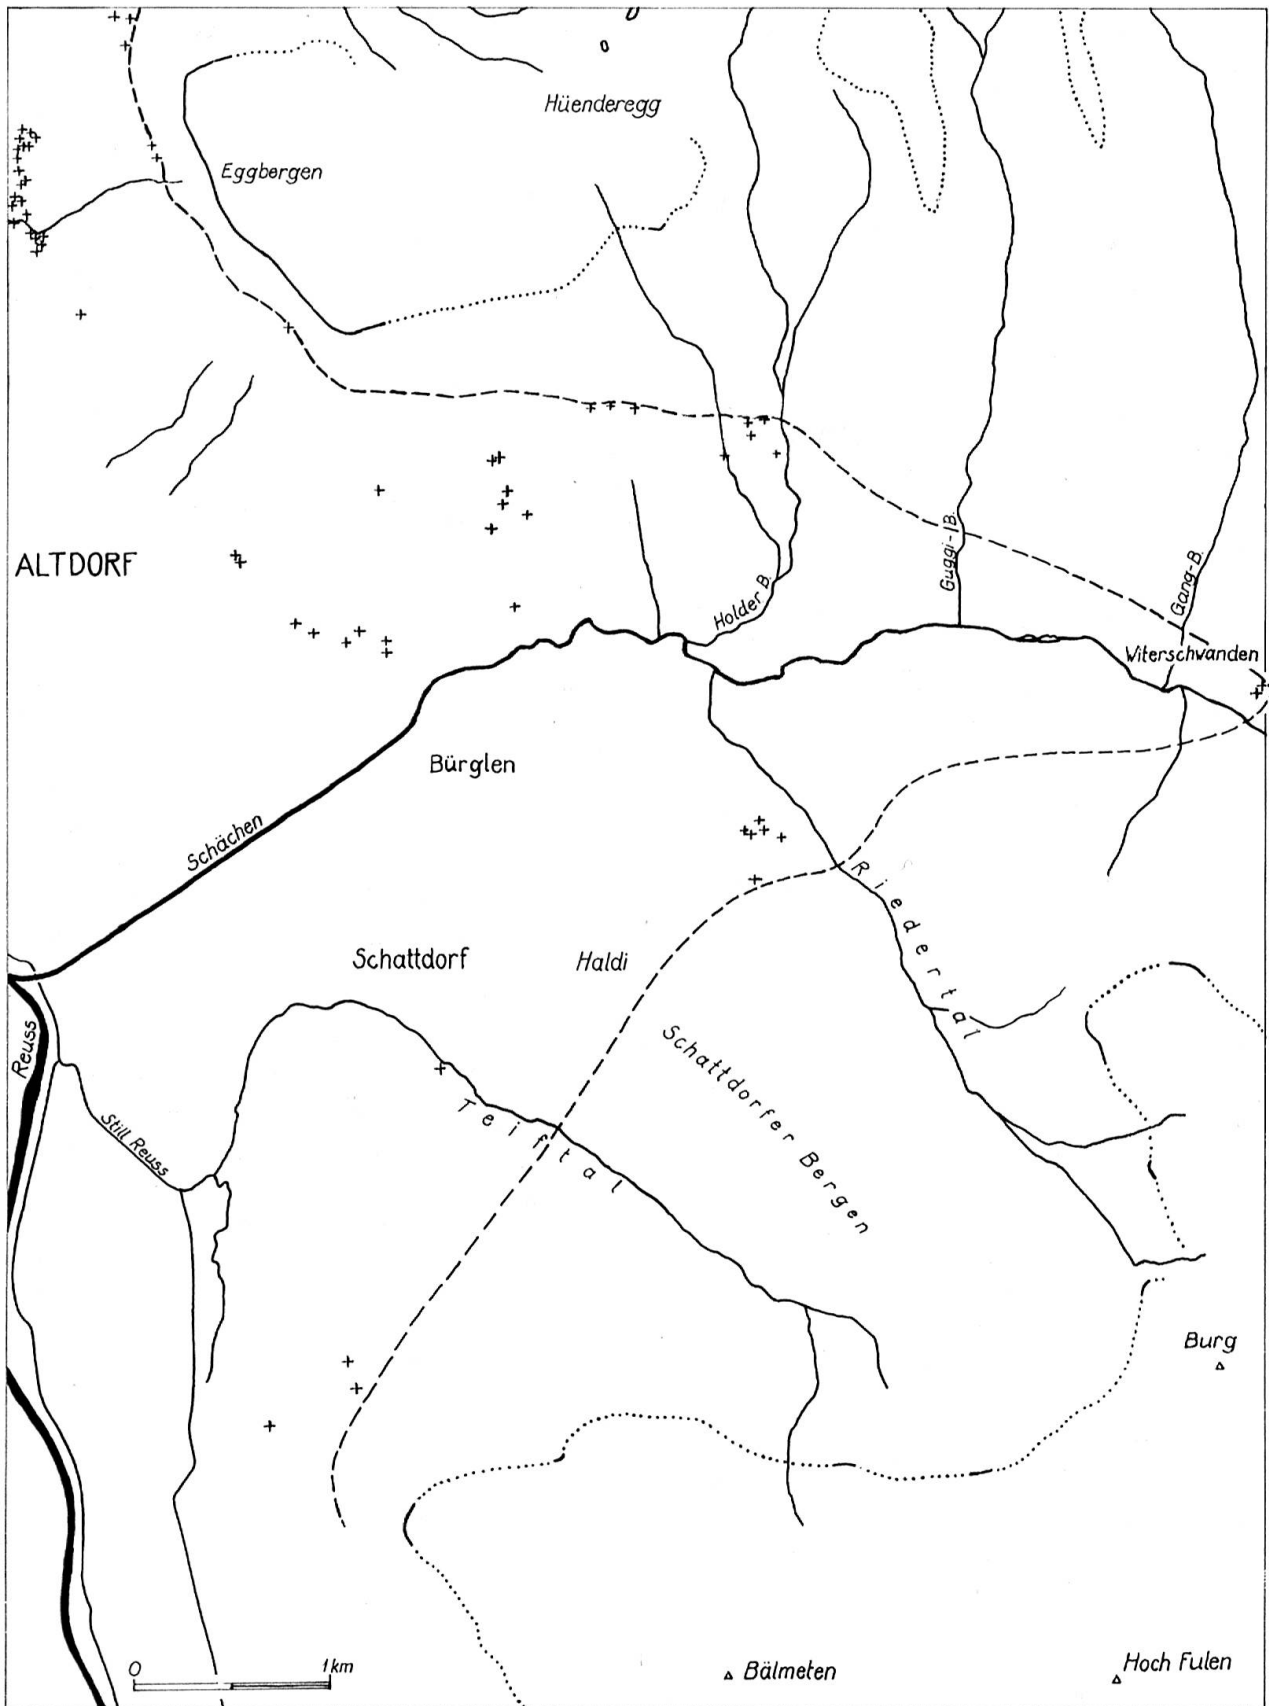 Hüenderegg
Eggbergen
ALTDORF
Guggi-B.
Gang-B.
Holder B.
Witerschwanden
Bürglen
Schächen
Riedertal
Schattdorf
Haldi
Reuss
Schattdorfer Bergen
Still Reuss
Teiftal
Burg
0 1km
Bälmeten
Hoch Fulen